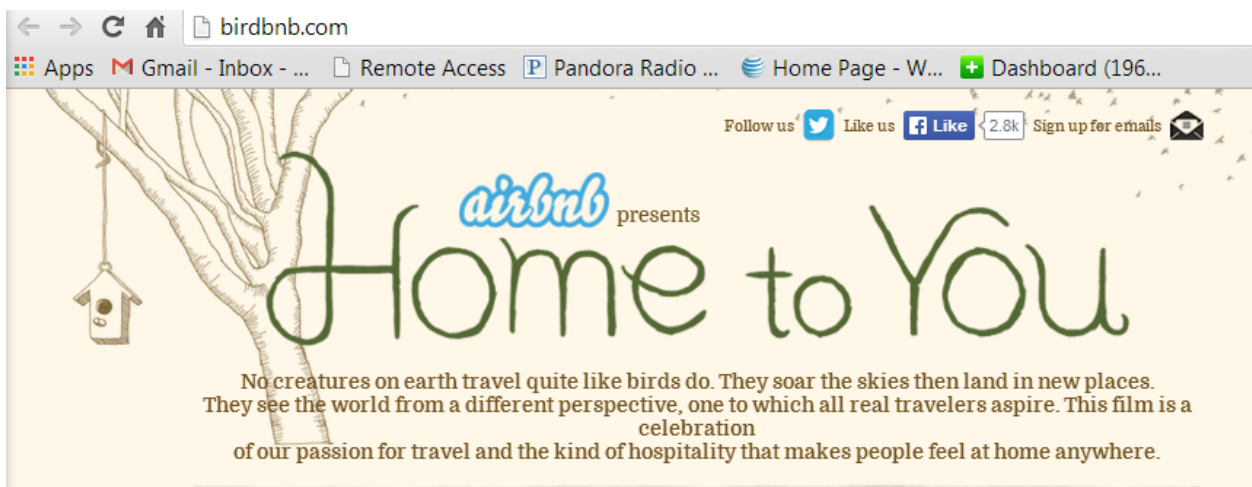 birdbnb.com
Apps Gmail - Inbox - ... Remote Access Pandora Radio ... Home Page - W... Dashboard (196...
Follow us Like us Like 2.8k Sign up for emails
airbnb presents
Home to You
No creatures on earth travel quite like birds do. They soar the skies then land in new places.
They see the world from a different perspective, one to which all real travelers aspire. This film is a
celebration
of our passion for travel and the kind of hospitality that makes people feel at home anywhere.